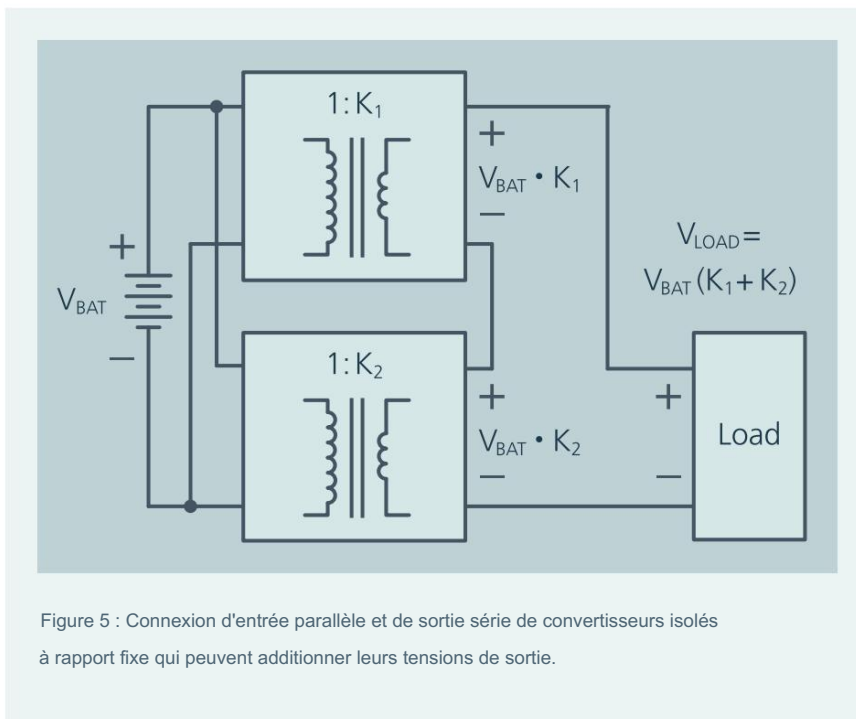 1:K₁
+
V_BAT • K₁
−
+
V_BAT
−
V_LOAD =
V_BAT (K₁ + K₂)
1:K₂
+
V_BAT • K₂
−
+
Load
−
Figure 5 : Connexion d'entrée parallèle et de sortie série de convertisseurs isolés
à rapport fixe qui peuvent additionner leurs tensions de sortie.